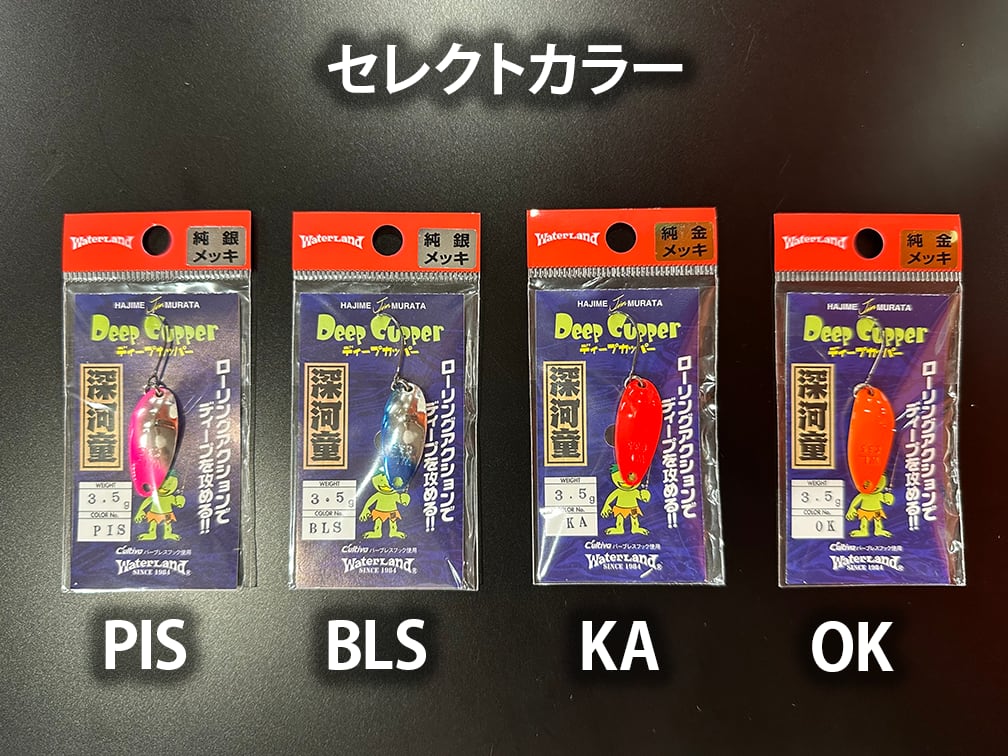 セレクトカラー
WATERLAND
純銀
メッキ
HAJIME Jim MURATA
Deep Cupper
ディープカッパー
深河童
ローリングアクションで
ディープを攻める!!
WEIGHT
3.5g
COLOR No.
PIS
Cultiva バーブレスフック使用
WATERLAND®
SINCE 1984
WATERLAND
純銀
メッキ
HAJIME Jim MURATA
Deep Cupper
ディープカッパー
深河童
ローリングアクションで
ディープを攻める!!
WEIGHT
3.5g
COLOR No.
BLS
Cultiva バーブレスフック使用
WATERLAND®
SINCE 1984
WATERLAND
純金
メッキ
HAJIME Jim MURATA
Deep Cupper
ディープカッパー
深河童
ローリングアクションで
ディープを攻める!!
WEIGHT
3.5g
COLOR No.
KA
Cultiva バーブレスフック使用
WATERLAND®
SINCE 1984
WATERLAND
純金
メッキ
HAJIME Jim MURATA
Deep Cupper
ディープカッパー
深河童
ローリングアクションで
ディープを攻める!!
WEIGHT
3.5g
COLOR No.
OK
Cultiva バーブレスフック使用
WATERLAND®
SINCE 1984
PIS
BLS
KA
OK